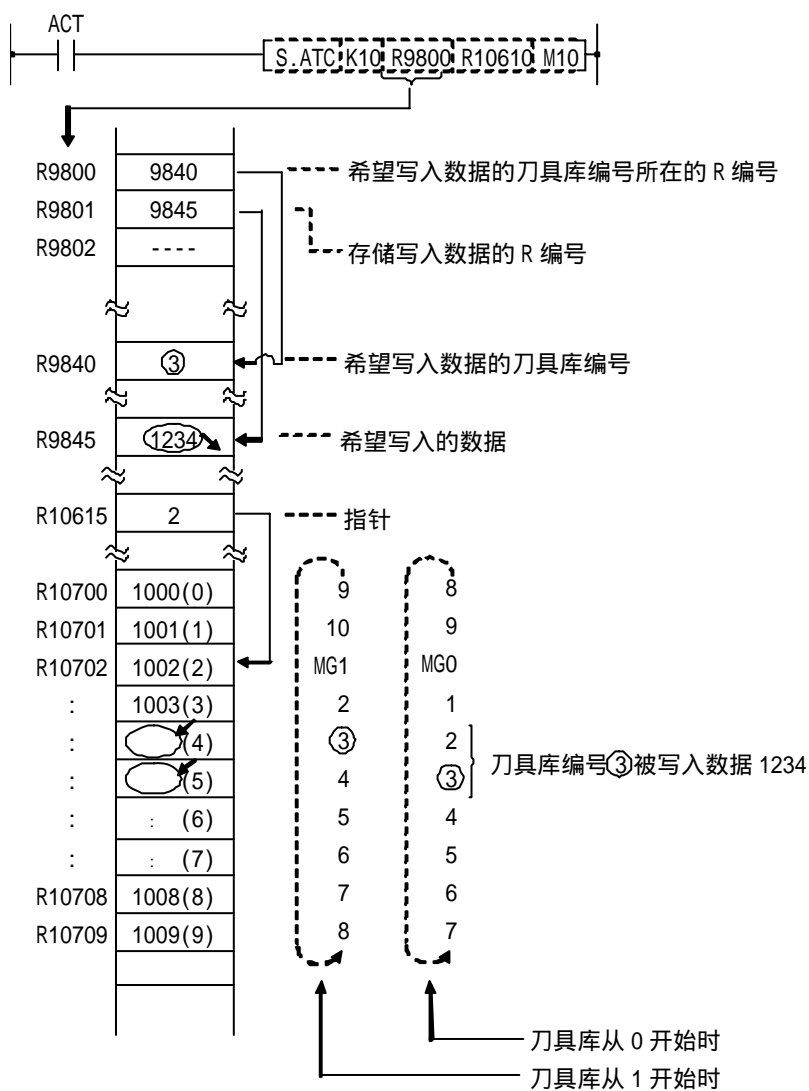 ACT
S.ATC K10 R9800 R10610 M10
R9800 9840 希望写入数据的刀具库编号所在的 R 编号
R9801 9845
R9802 ----
存储写入数据的 R 编号
R9840 ③ 希望写入数据的刀具库编号
R9845 1234 希望写入的数据
R10615 2 指针
R10700 1000(0) 9 8
R10701 1001(1) 10 9
R10702 1002(2) MG1 MG0
: 1003(3) 2 1
: (4) ③ 2
: (5) 4 ③
刀具库编号③被写入数据 1234
: : (6) 5 4
: : (7) 6 5
R10708 1008(8) 7 6
R10709 1009(9) 8 7
刀具库从 0 开始时
刀具库从 1 开始时